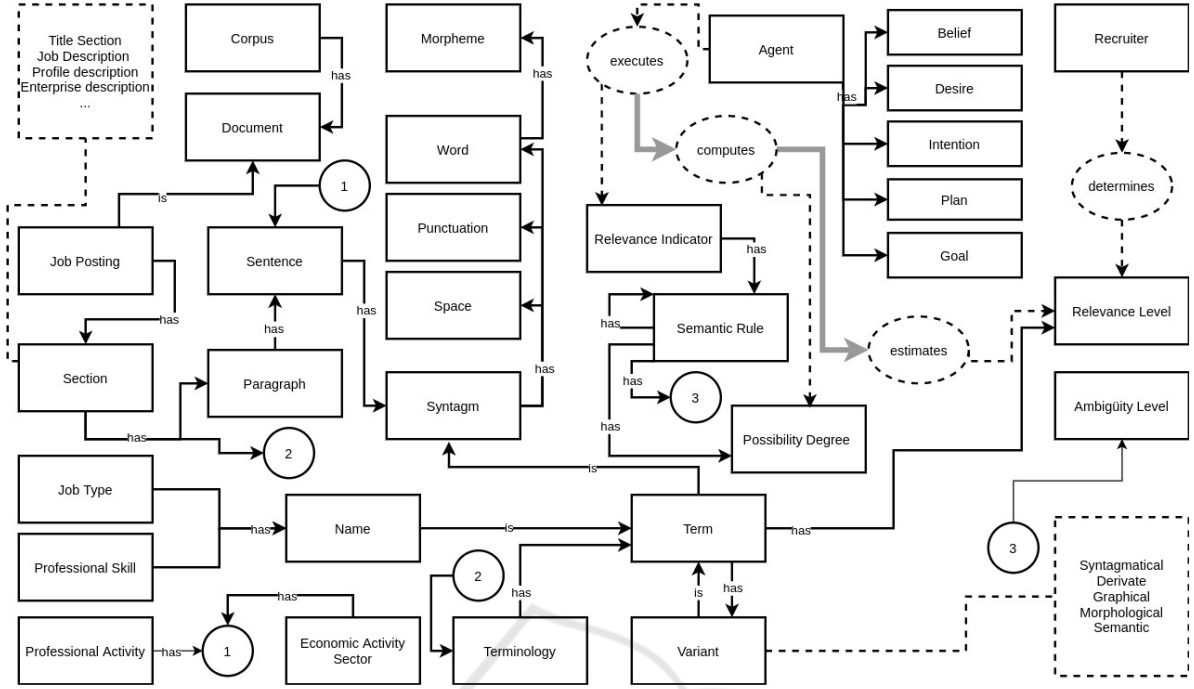 Title Section
Job Description
Profile description
Enterprise description
...
Corpus
has
Document
Morpheme
has
Word
Punctuation
Space
has
executes
Agent
has
Belief
Desire
Intention
Plan
Goal
Recruiter
determines
computes
1
is
Job Posting
has
Sentence
has
has
Section
Paragraph
has
2
Syntagm
Relevance Indicator
has
has
Semantic Rule
has
3
has
Possibility Degree
estimates
Relevance Level
Ambigüity Level
is
Job Type
Professional Skill
has
Name
is
Term
has
3
2
has
is
has
Syntagmatical
Derivate
Graphical
Morphological
Semantic
has
Professional Activity
has
1
Economic Activity
Sector
Terminology
Variant